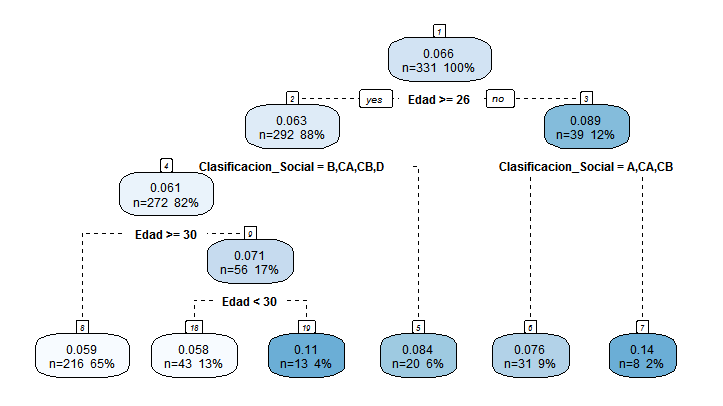 1
0.066
n=331 100%
yes
Edad >= 26
no
2
0.063
n=292 88%
3
0.089
n=39 12%
Clasificacion_Social = B,CA,CB,D
Clasificacion_Social = A,CA,CB
4
0.061
n=272 82%
Edad >= 30
9
0.071
n=56 17%
Edad < 30
8
0.059
n=216 65%
18
0.058
n=43 13%
19
0.11
n=13 4%
5
0.084
n=20 6%
6
0.076
n=31 9%
7
0.14
n=8 2%